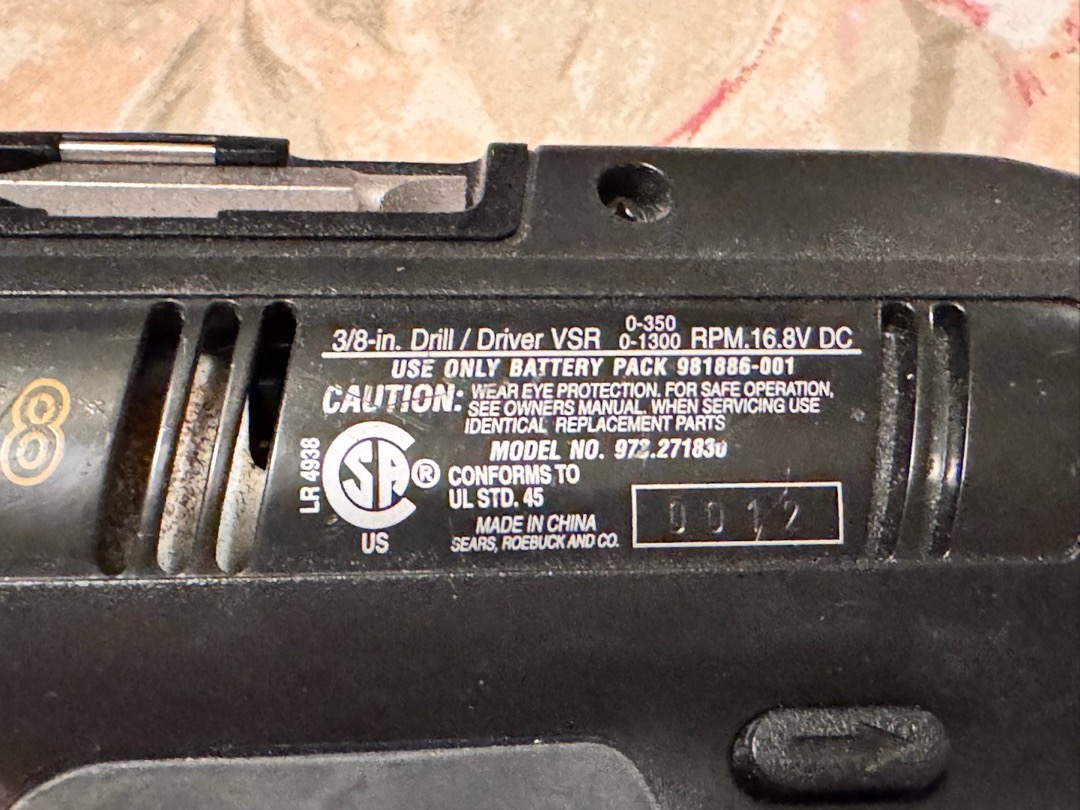 8
3/8-in. Drill / Driver VSR 0-350 0-1300 RPM.16.8V DC
USE ONLY BATTERY PACK 981886-001
CAUTION: WEAR EYE PROTECTION. FOR SAFE OPERATION,
SEE OWNERS MANUAL. WHEN SERVICING USE
IDENTICAL REPLACEMENT PARTS
MODEL NO.
LR 4938
SA®
US
CONFORMS TO
UL STD. 45
MADE IN CHINA
SEARS, ROEBUCK AND CO.
0012